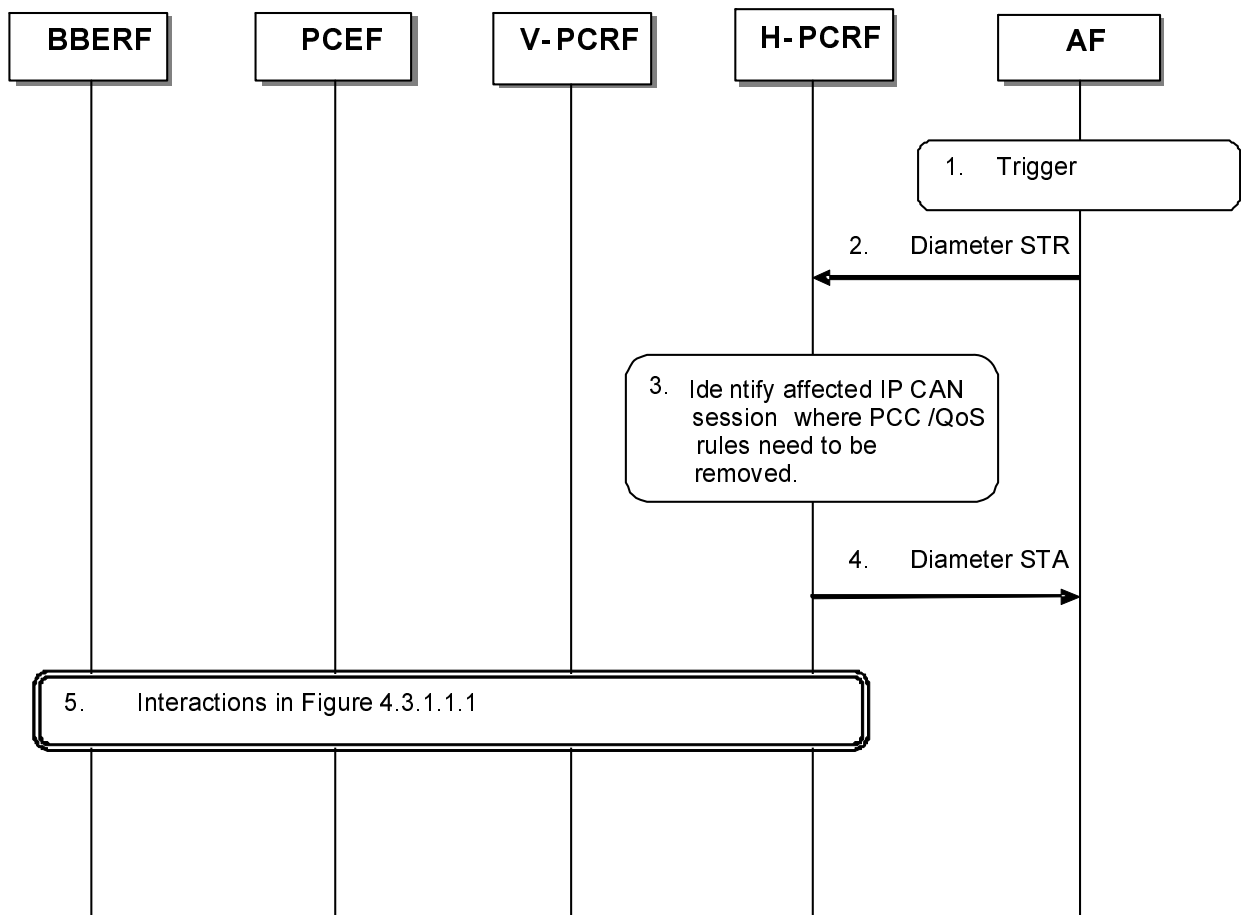 BBERF
PCEF
V-PCRF
H-PCRF
AF
1. Trigger
2. Diameter STR
3. Ide ntify affected IP CAN
session where PCC /QoS
rules need to be
removed.
4. Diameter STA
5. Interactions in Figure 4.3.1.1.1